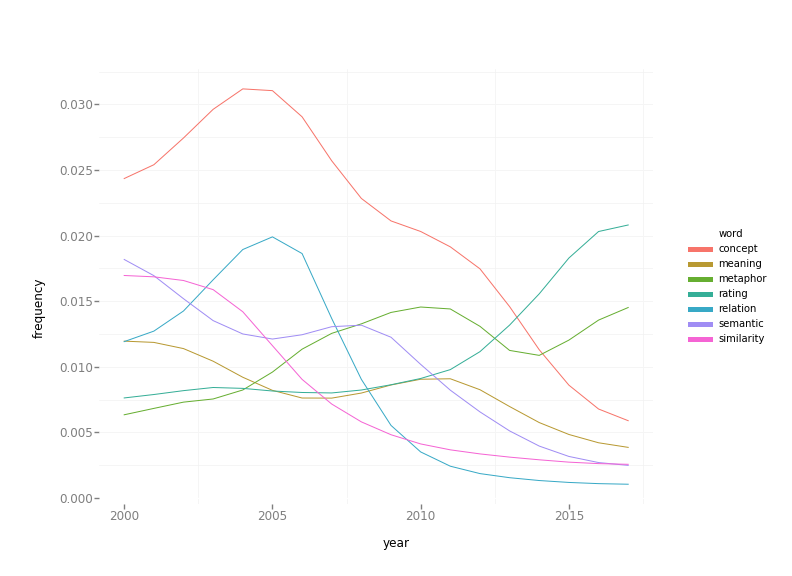 0.030
0.025
0.020
0.015
0.010
0.005
0.000
frequency
2000 2005 2010 2015
year
word
concept
meaning
metaphor
rating
relation
semantic
similarity